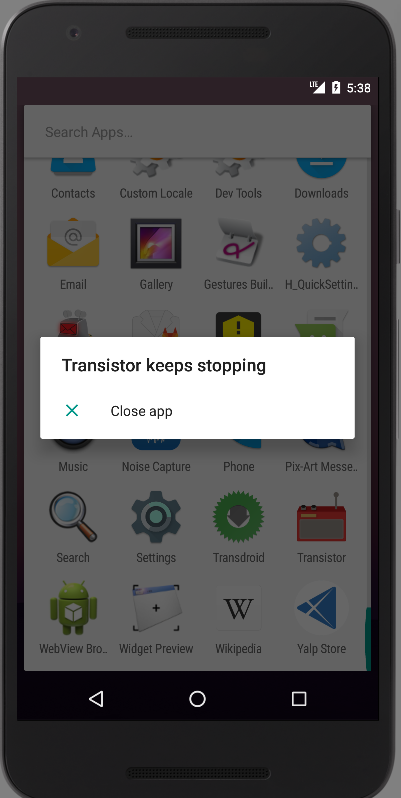 LTE 5:38
Search Apps...
Contacts Custom Locale Dev Tools Downloads
Email Gallery Gestures Buil.. H_QuickSettin..
Transistor keeps stopping
Close app
Music Noise Capture Phone Pix-Art Messe..
Search Settings Transdroid Transistor
WebView Bro.. Widget Preview Wikipedia Yalp Store